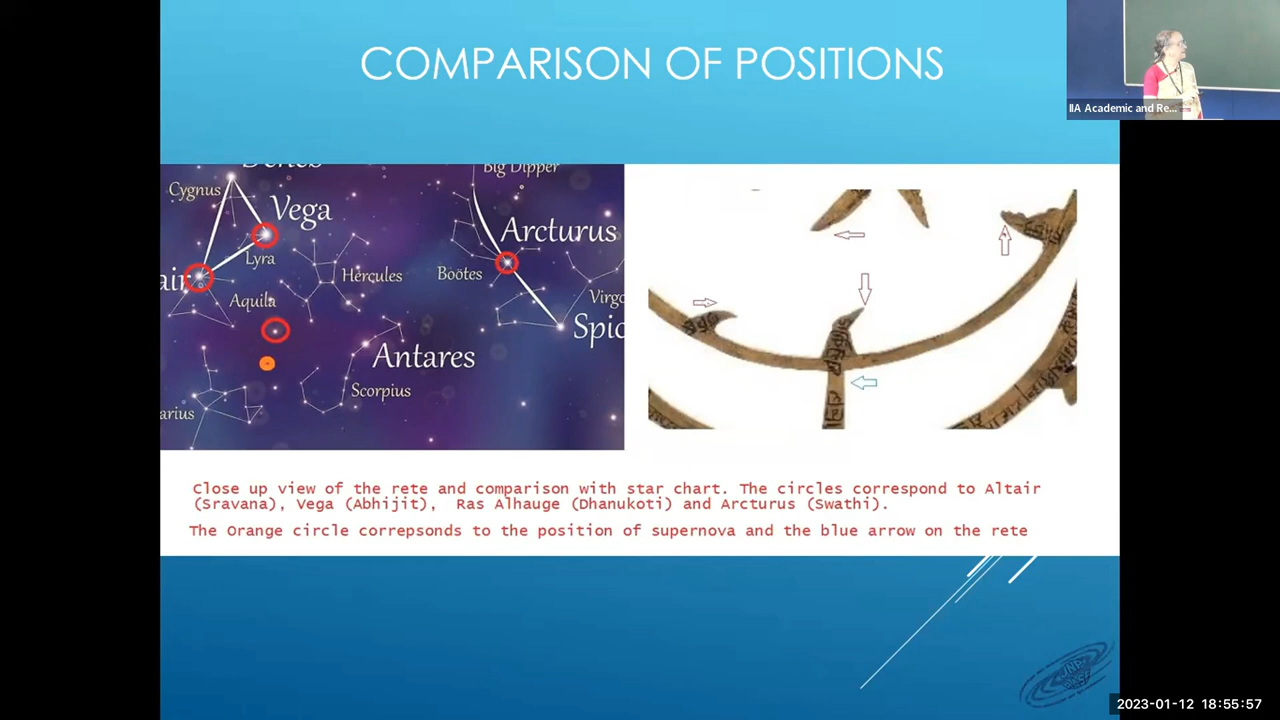 COMPARISON OF POSITIONS
IIA Academic and Re...
Big Dipper
Cygnus
Vega
Arcturus
Lyra
Hercules
Bootes
Aquila
Virgo
Spic
Antares
Scorpius
arius
Close up view of the rete and comparison with star chart. The circles correspond to Altair
(Sravana), Vega (Abhijit), Ras Alhauge (Dhanukoti) and Arcturus (Swathi).
The Orange circle correpsonds to the position of supernova and the blue arrow on the rete
2023-01-12 18:55:57